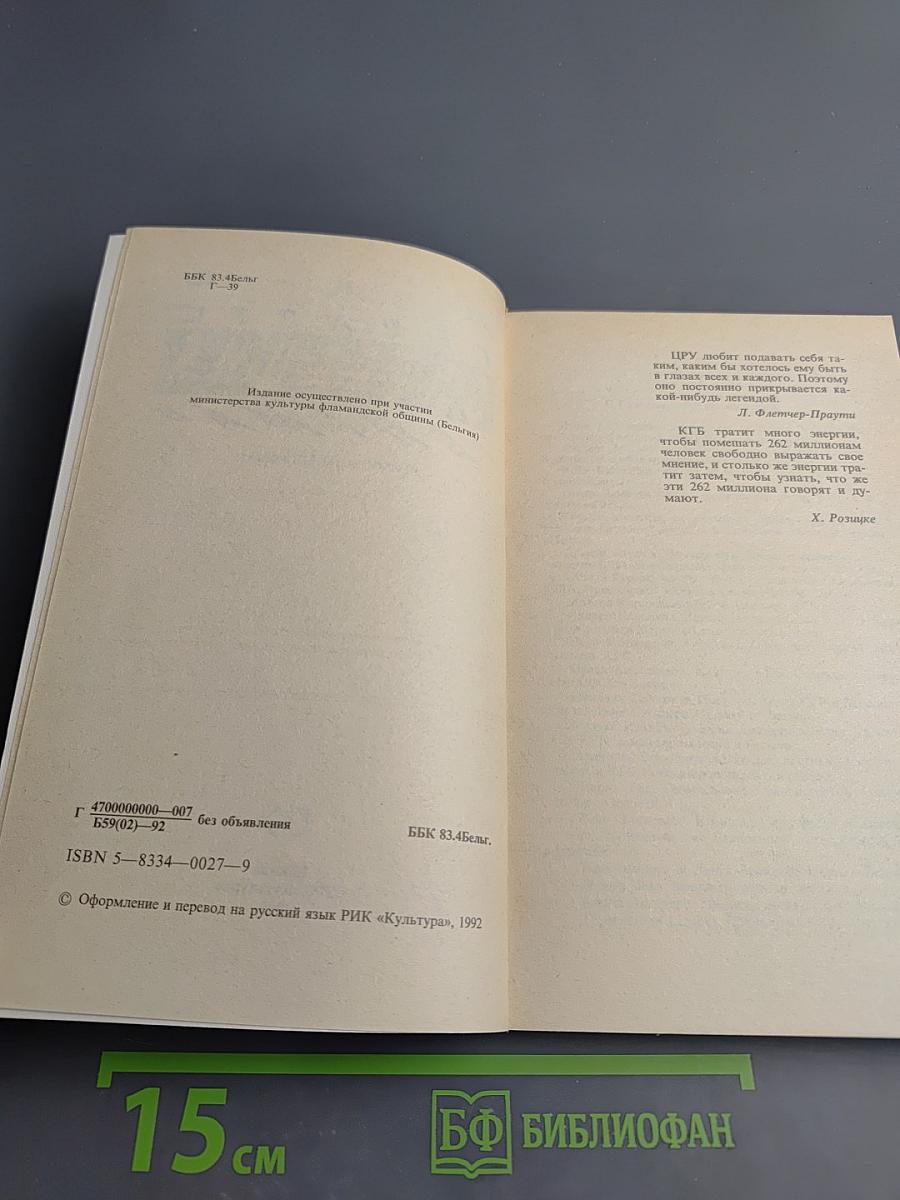 ББК 83.4Бельг
Г—39
Издание осуществлено при участии
министерства культуры фламандской общины (Бельгия)
Г 4700000000—007
Б59(02)—92
без объявления
ББК 83.4Бельг.
ISBN 5—8334—0027—9
© Оформление и перевод на русский язык РИК «Культура», 1992
ЦРУ любит подавать себя та-
ким, каким бы хотелось ему быть
в глазах всех и каждого. Поэтому
оно постоянно прикрывается ка-
кой-нибудь легендой.
Л. Флетчер-Праути
КГБ тратит много энергии,
чтобы помешать 262 миллионам
человек свободно выражать свое
мнение, и столько же энергии тра-
тит затем, чтобы узнать, что же
эти 262 миллиона говорят и ду-
мают.
Х. Розицке
15 см
БФ БИБЛИОФАН